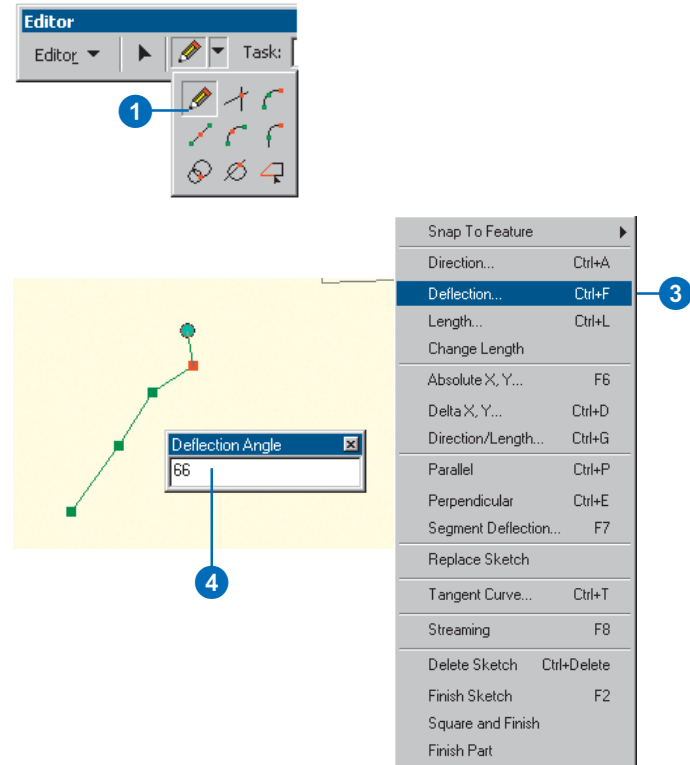 Editor
Editor Task:
1
Snap To Feature
Direction... Ctrl+A
Deflection... Ctrl+F
3
Length... Ctrl+L
Change Length
Absolute X, Y... F6
Delta X, Y... Ctrl+D
Direction/Length... Ctrl+G
Parallel Ctrl+P
Perpendicular Ctrl+E
Segment Deflection... F7
Replace Sketch
Tangent Curve... Ctrl+T
Streaming F8
Delete Sketch Ctrl+Delete
Finish Sketch F2
Square and Finish
Finish Part
Deflection Angle
66
4